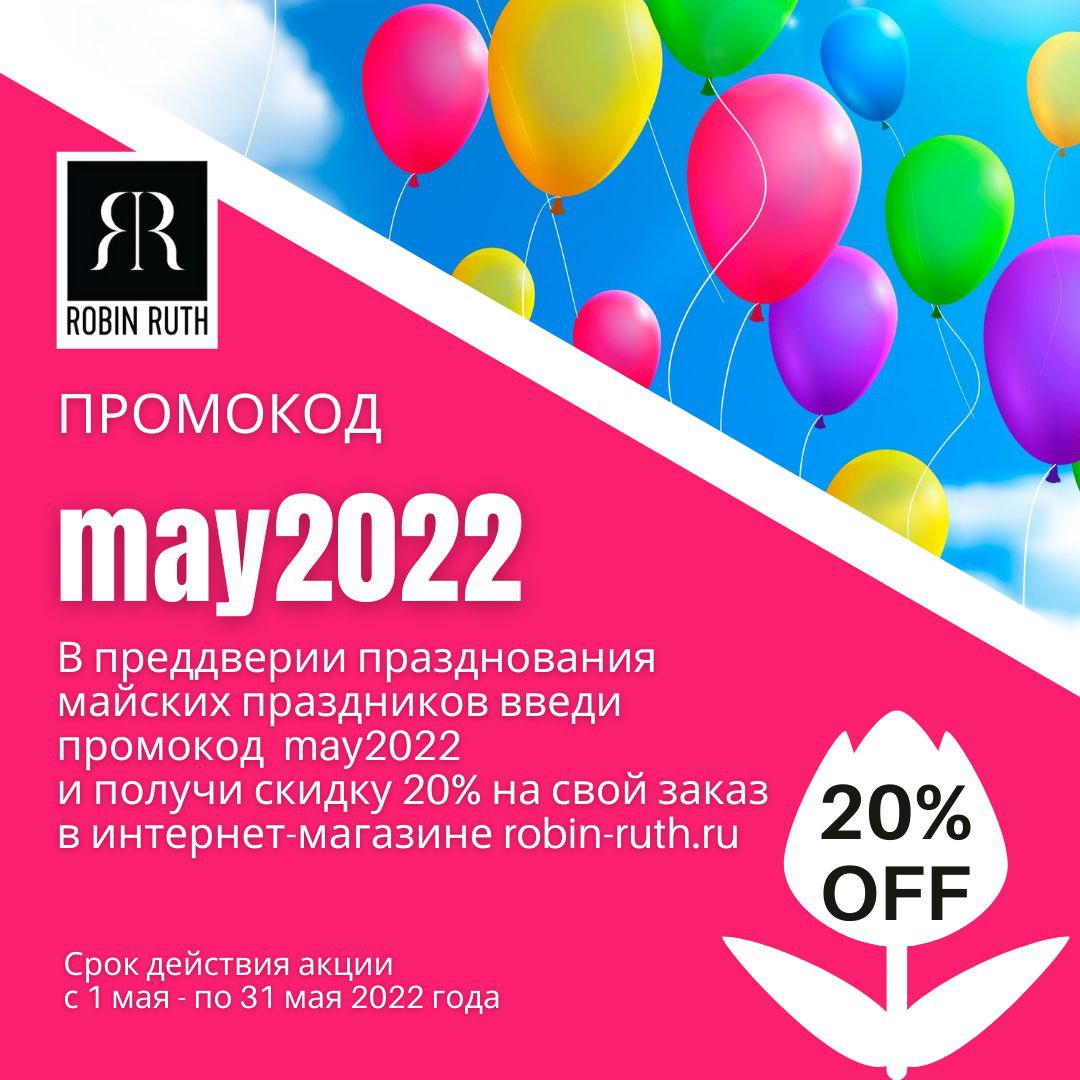 RR
ROBIN RUTH
ПРОМОКОД
may2022
В преддверии празднования
майских праздников введи
промокод may2022
и получи скидку 20% на свой заказ
в интернет-магазине robin-ruth.ru
20%
OFF
Срок действия акции
с 1 мая - по 31 мая 2022 года